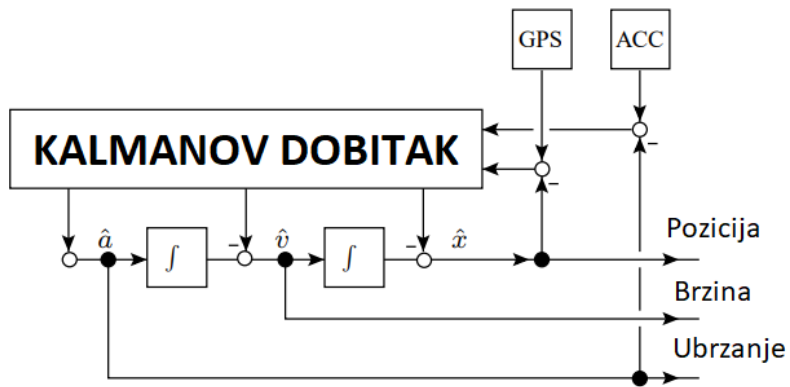 GPS
ACC
KALMANOV DOBITAK
–
–
â
∫
–
v̂
∫
–
x̂
Pozicija
Brzina
Ubrzanje